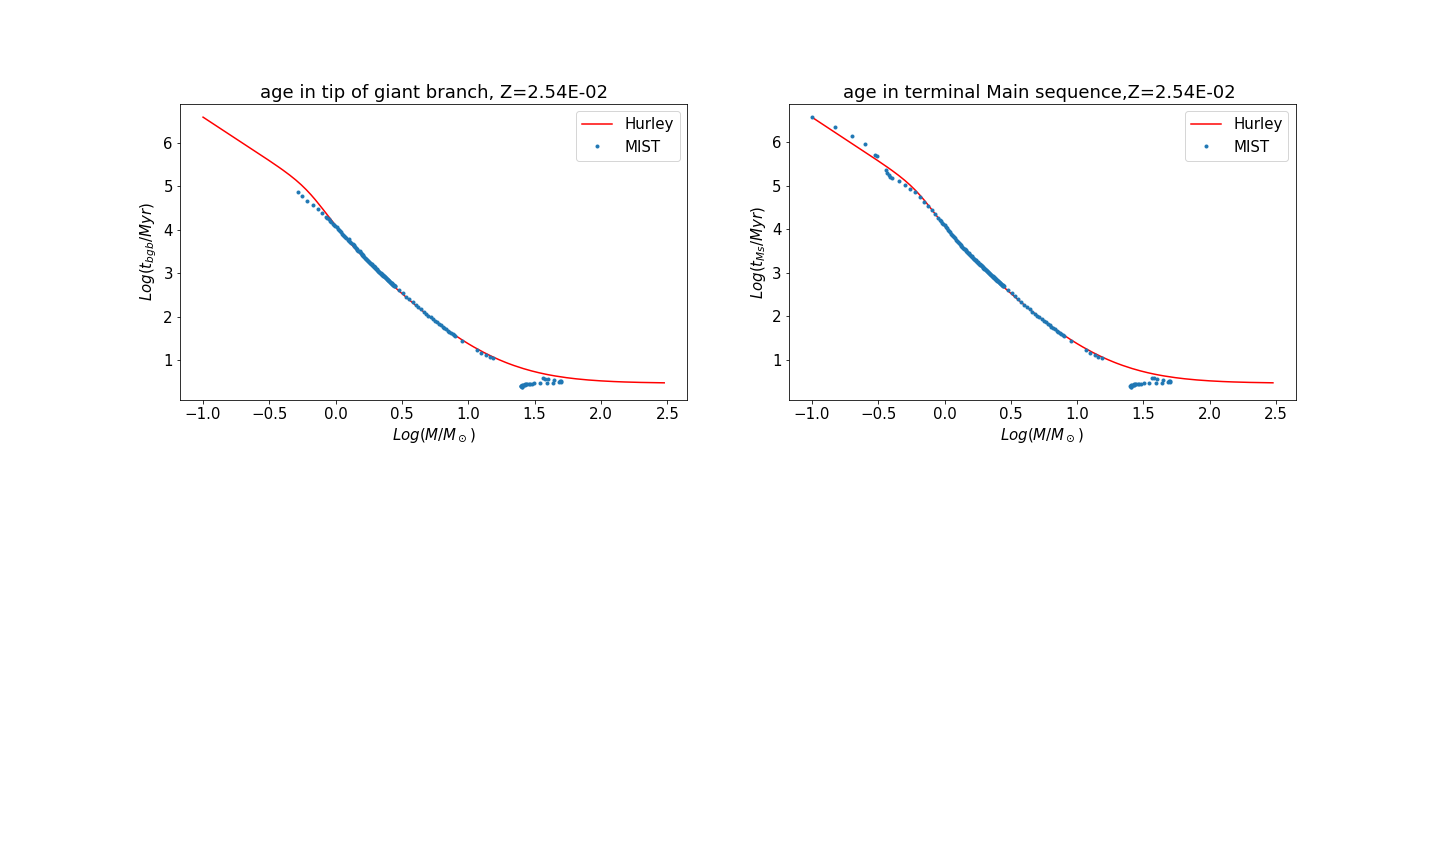 age in tip of giant branch, Z=2.54E-02
Hurley
MIST
Log(t_bgb/Myr)
6
5
4
3
2
1
−1.0 −0.5 0.0 0.5 1.0 1.5 2.0 2.5
Log(M/M_⊙)
age in terminal Main sequence,Z=2.54E-02
Hurley
MIST
Log(t_Ms/Myr)
6
5
4
3
2
1
−1.0 −0.5 0.0 0.5 1.0 1.5 2.0 2.5
Log(M/M_⊙)